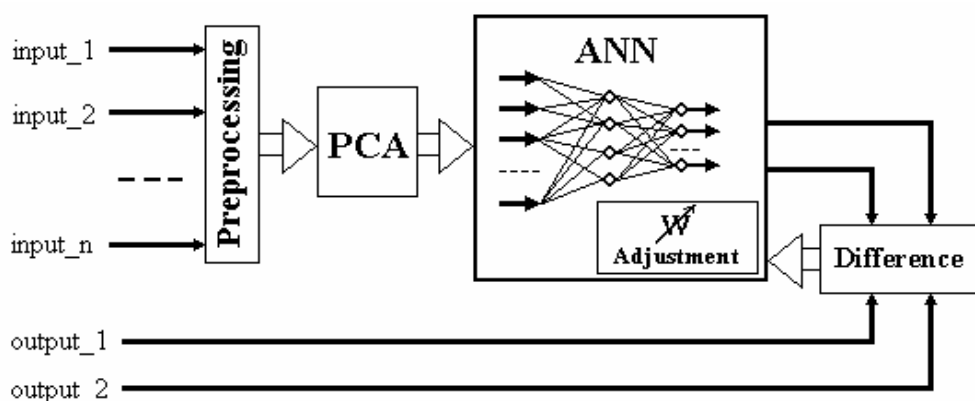 input_1
input_2
input_n
Preprocessing
PCA
ANN
W
Adjustment
Difference
output_1
output_2